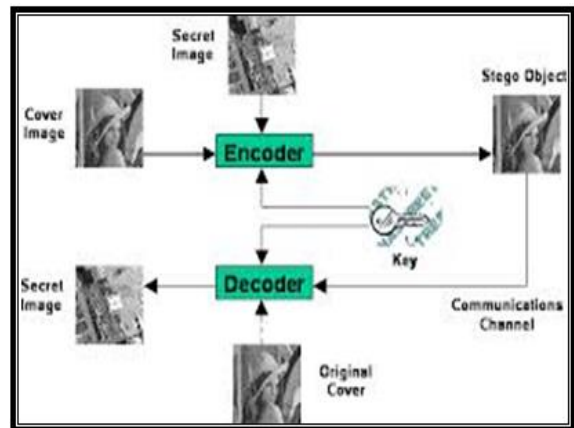 Secret
Image
Stego Object
Cover
Image
Encoder
Key
Secret
Image
Decoder
Communications
Channel
Original
Cover